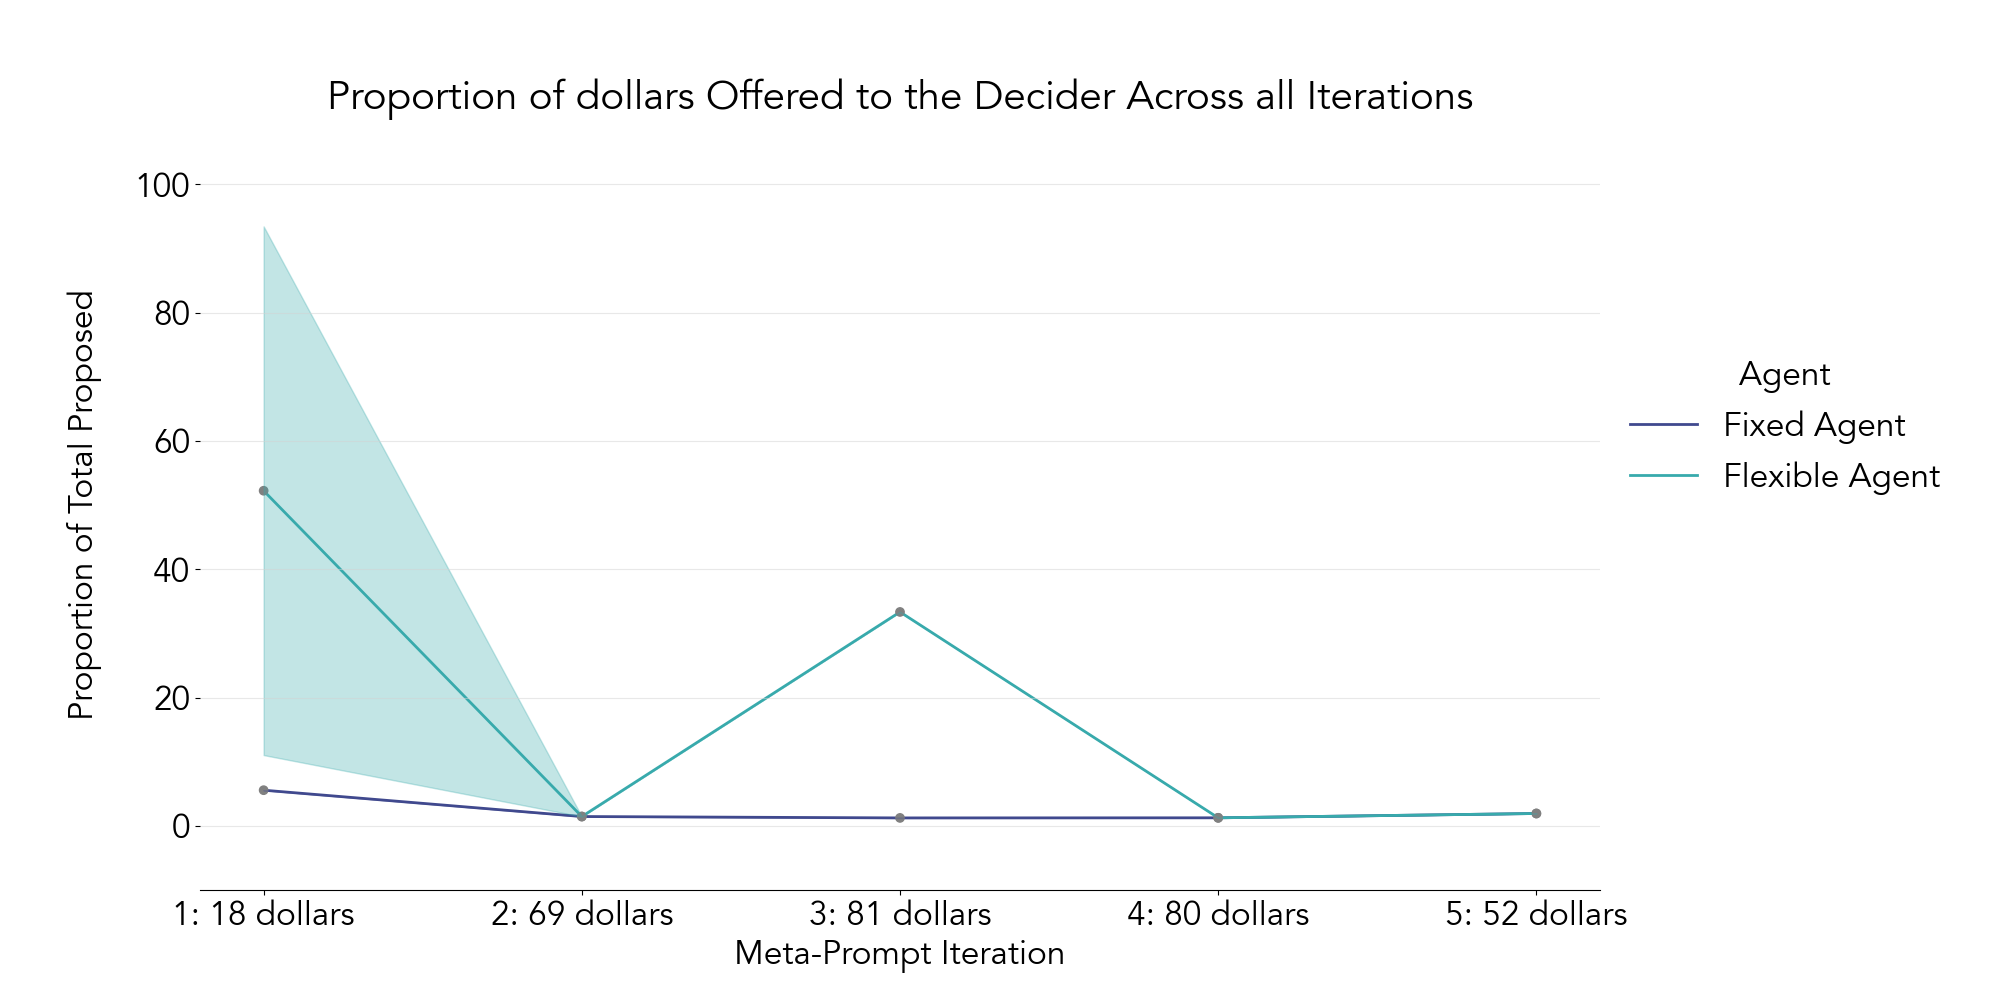 Proportion of dollars Offered to the Decider Across all Iterations
Proportion of Total Proposed
100
80
60
40
20
0
1: 18 dollars
2: 69 dollars
3: 81 dollars
4: 80 dollars
5: 52 dollars
Meta-Prompt Iteration
Agent
Fixed Agent
Flexible Agent